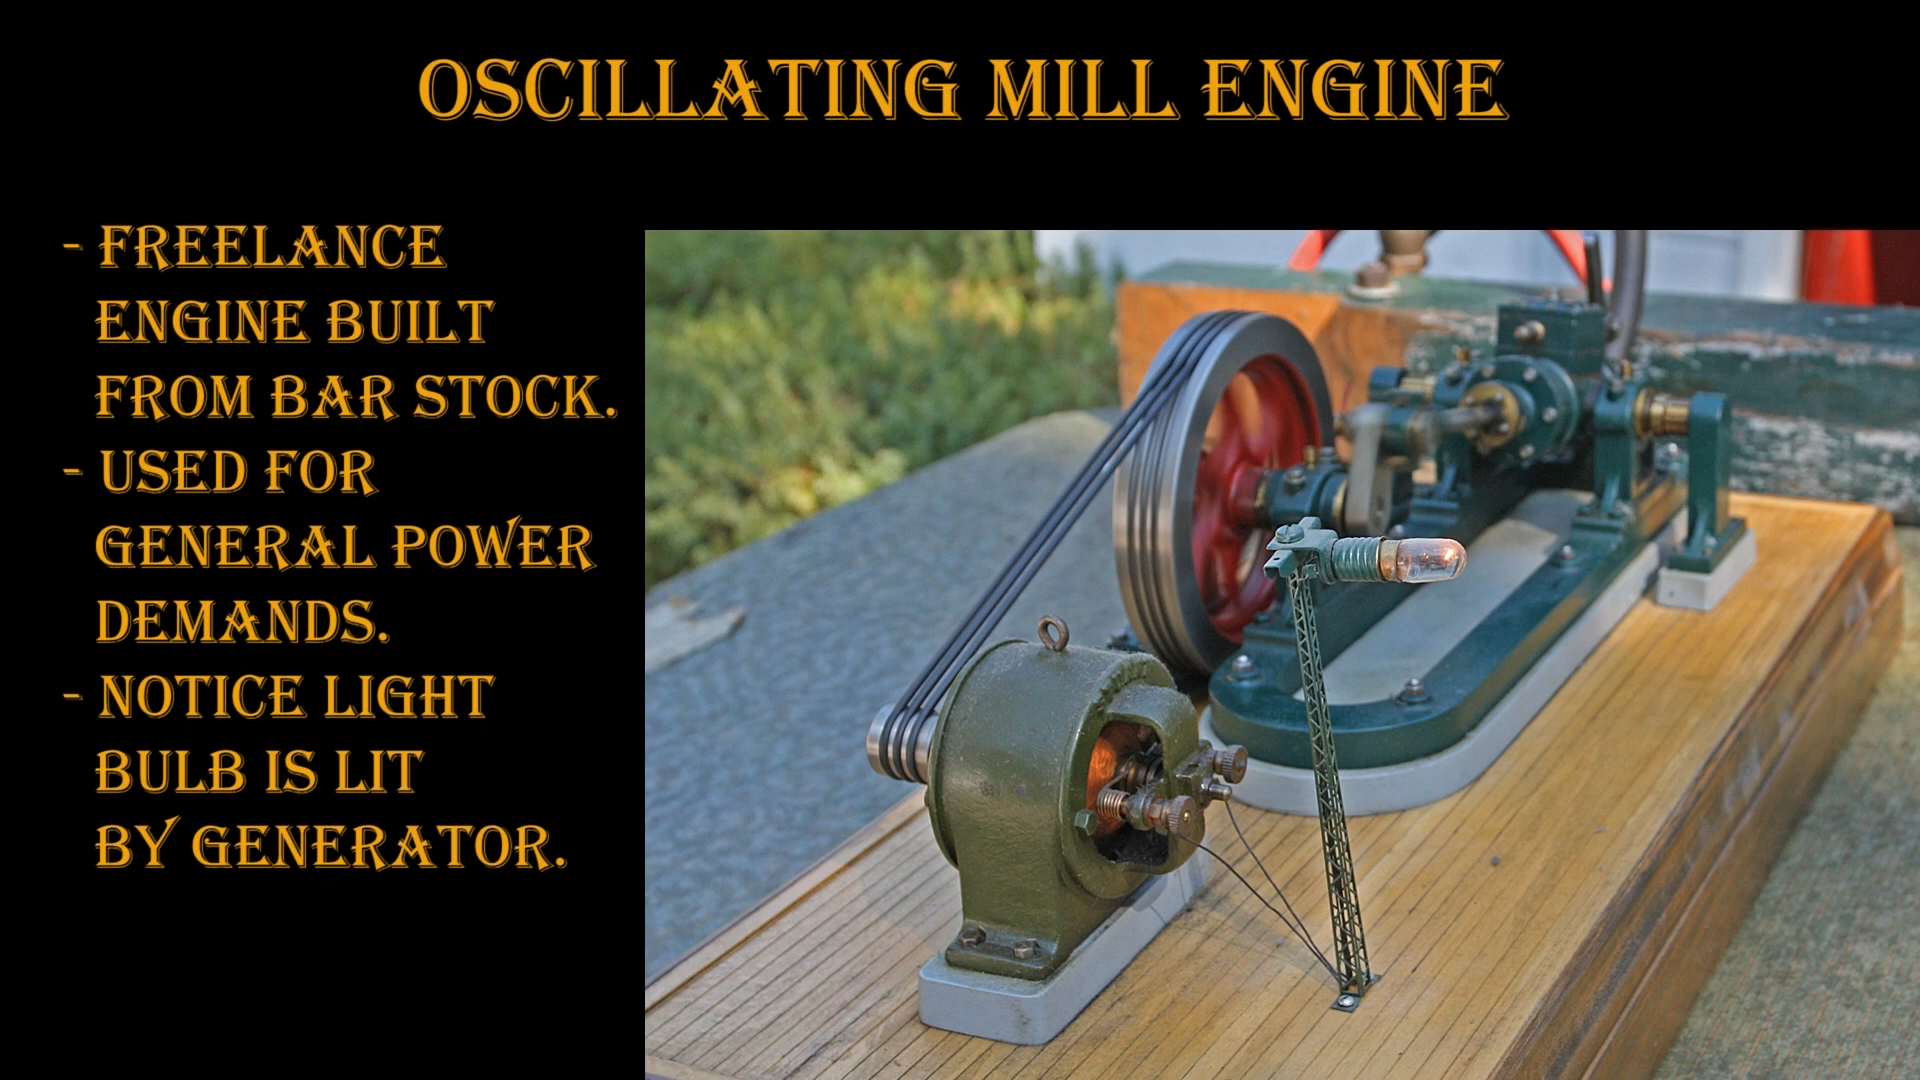 OSCILLATING MILL ENGINE
- FREELANCE
ENGINE BUILT
FROM BAR STOCK.
- USED FOR
GENERAL POWER
DEMANDS.
- NOTICE LIGHT
BULB IS LIT
BY GENERATOR.